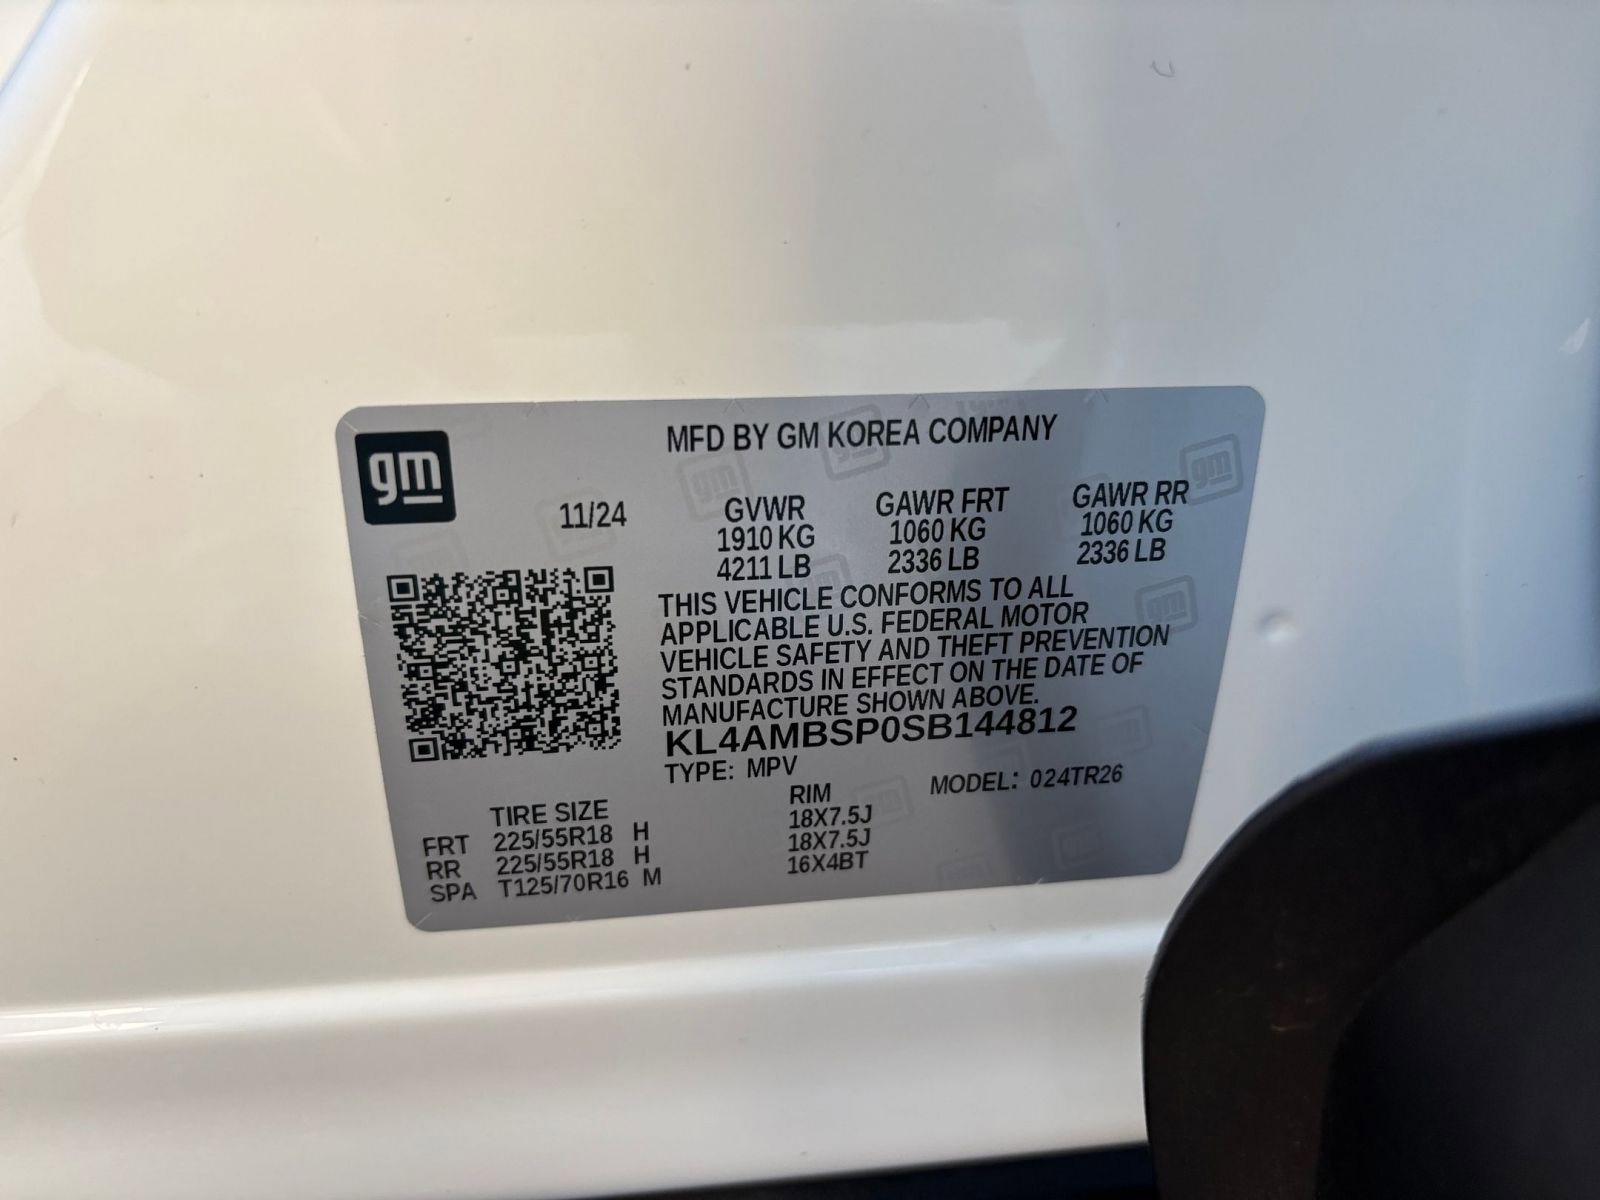 gm
MFD BY GM KOREA COMPANY
11/24 GVWR GAWR FRT GAWR RR
1910 KG 1060 KG 1060 KG
4211 LB 2336 LB 2336 LB
THIS VEHICLE CONFORMS TO ALL
APPLICABLE U.S. FEDERAL MOTOR
VEHICLE SAFETY AND THEFT PREVENTION
STANDARDS IN EFFECT ON THE DATE OF
MANUFACTURE SHOWN ABOVE.
KL4AMBSP0SB144812
TYPE: MPV MODEL: 024TR26
TIRE SIZE RIM
FRT 225/55R18 H 18X7.5J
RR 225/55R18 H 18X7.5J
SPA T125/70R16 M 16X4BT